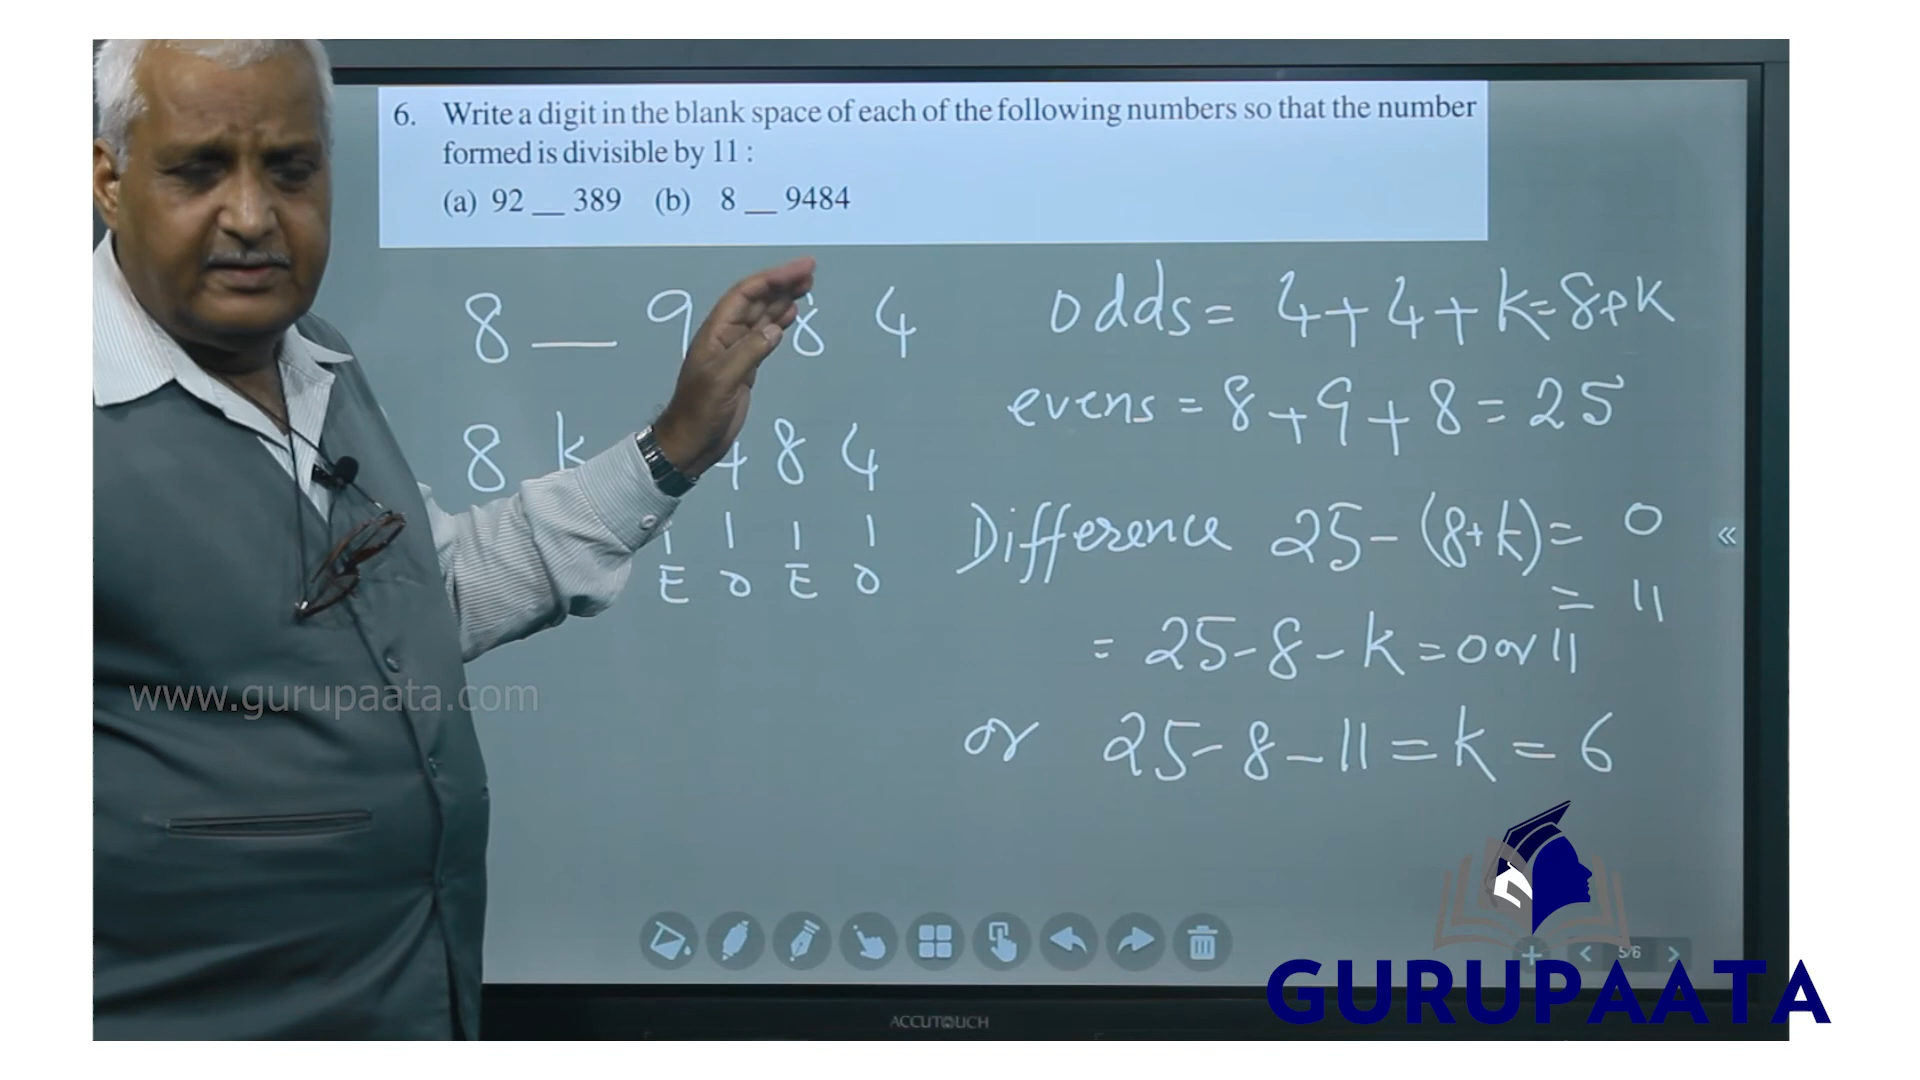 6. Write a digit in the blank space of each of the following numbers so that the number
formed is divisible by 11 :
(a) 92 __ 389 (b) 8 __ 9484
8 __ 9 8 4
8 k 4 8 4
E O E O
odds = 4 + 4 + k = 8 + k
evens = 8 + 9 + 8 = 25
Difference 25 - (8 + k) = 0
= 11
= 25 - 8 - k = 0 or 11
or 25 - 8 - 11 = k = 6
www.gurupaata.com
5/6
GURUPAATA
ACCUTOUCH